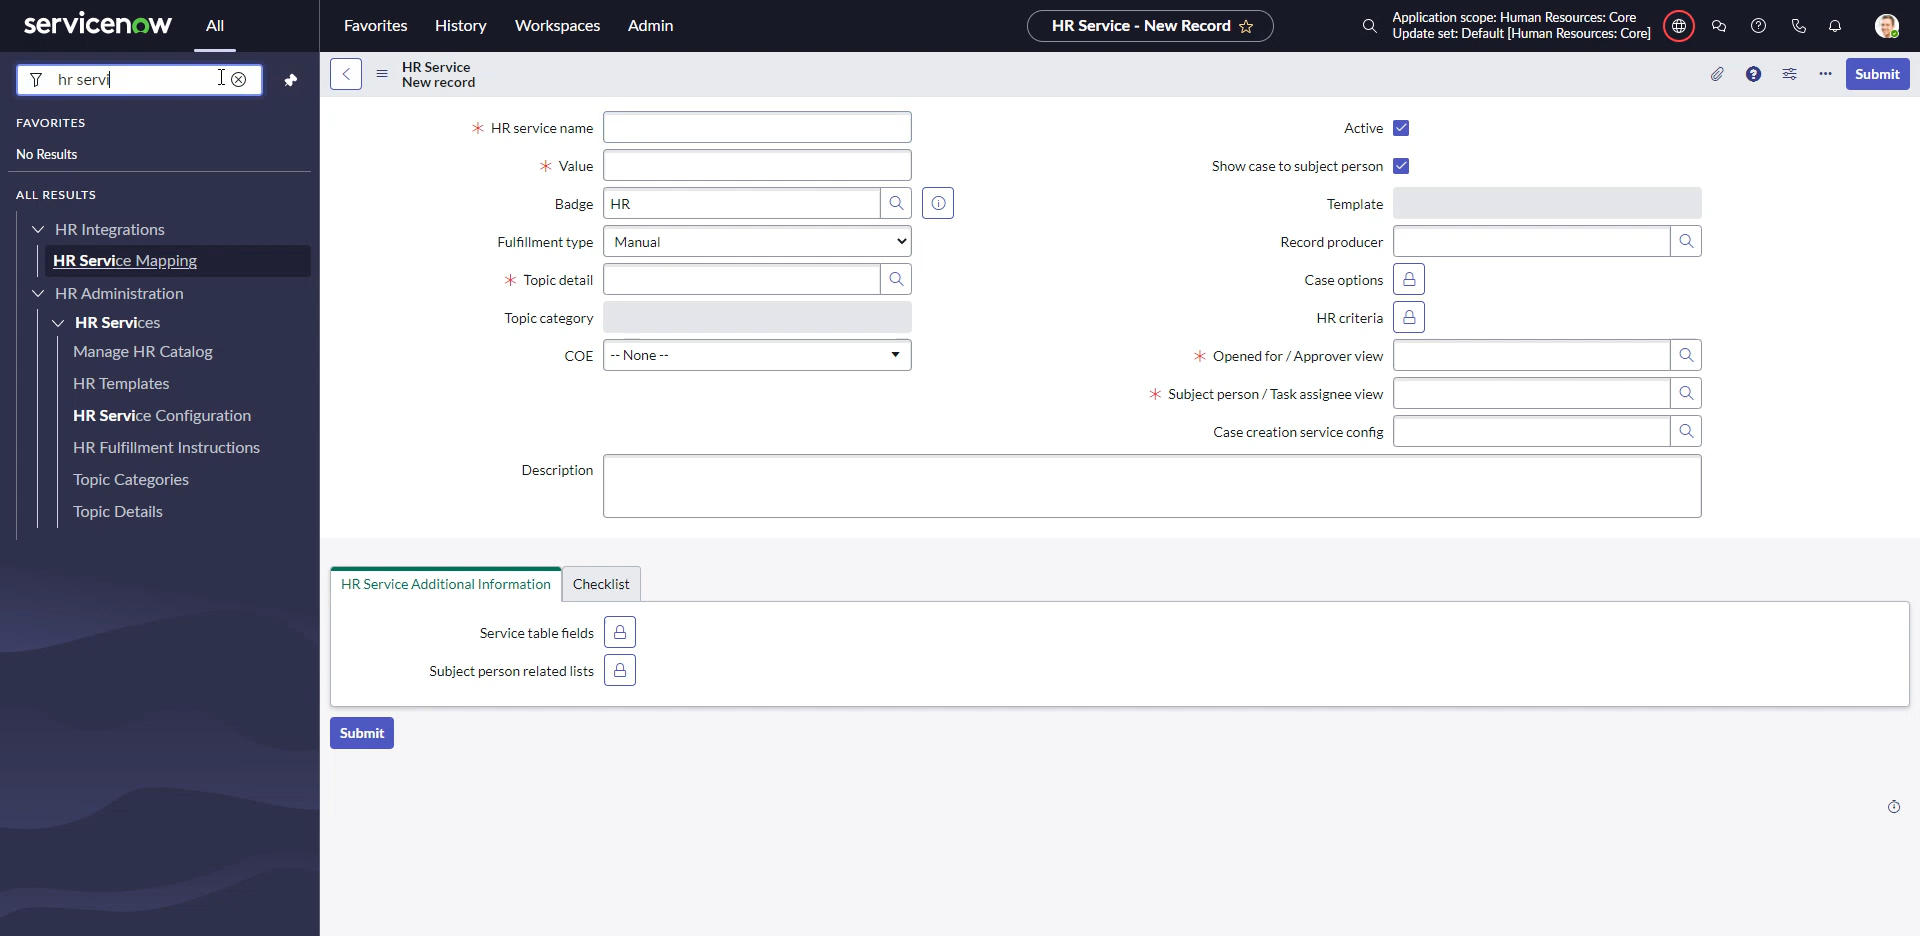 servicenow
All
Favorites
History
Workspaces
Admin
HR Service - New Record
Application scope: Human Resources: Core
Update set: Default [Human Resources: Core]
hr servi
FAVORITES
No Results
ALL RESULTS
HR Integrations
HR Service Mapping
HR Administration
HR Services
Manage HR Catalog
HR Templates
HR Service Configuration
HR Fulfillment Instructions
Topic Categories
Topic Details
HR Service
New record
Submit
HR service name
Value
Badge HR
Fulfillment type Manual
Topic detail
Topic category
COE -- None --
Active
Show case to subject person
Template
Record producer
Case options
HR criteria
Opened for / Approver view
Subject person / Task assignee view
Case creation service config
Description
HR Service Additional Information
Checklist
Service table fields
Subject person related lists
Submit